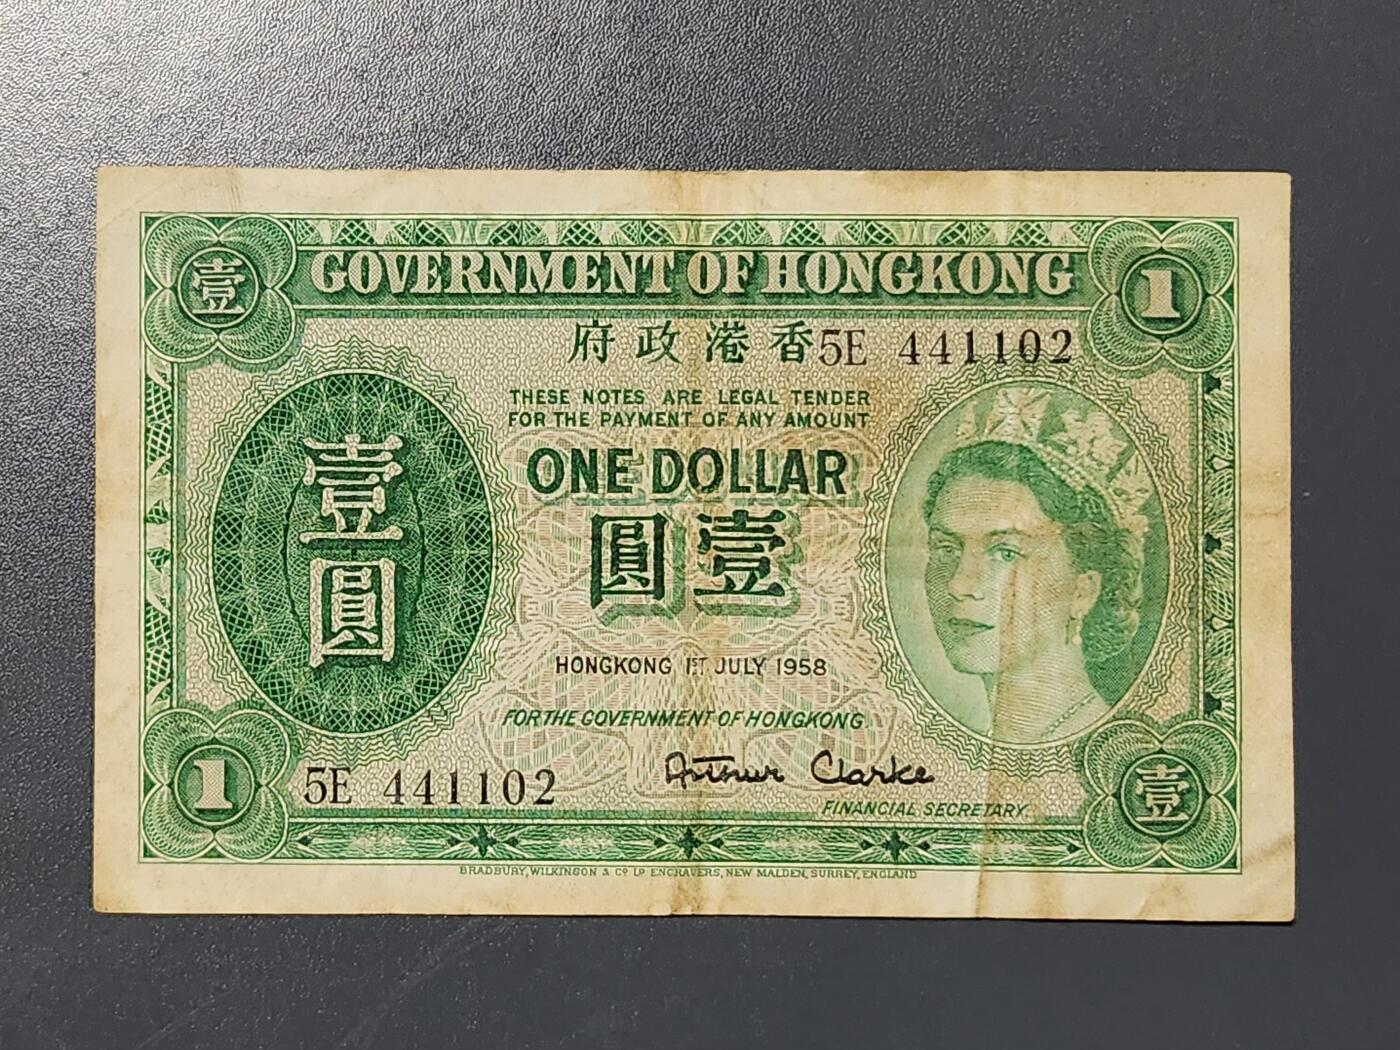 壹
GOVERNMENT OF HONGKONG
1
府政港香
5E 441102
THESE NOTES ARE LEGAL TENDER
FOR THE PAYMENT OF ANY AMOUNT
ONE DOLLAR
圓壹
壹圓
HONGKONG 1ST JULY 1958
FOR THE GOVERNMENT OF HONGKONG
Arthur Clarke
FINANCIAL SECRETARY
1
5E 441102
壹
BRADBURY, WILKINSON & Cº Lᴰ ENGRAVERS, NEW MALDEN, SURREY, ENGLAND